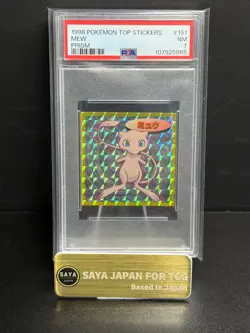 1998 POKEMON TOP STICKERS #151
MEW NM
PRISM PSA 7
107925865
ミュウ
SAYA
JAPAN
SAYA JAPAN FOR TCG
Based in Japan